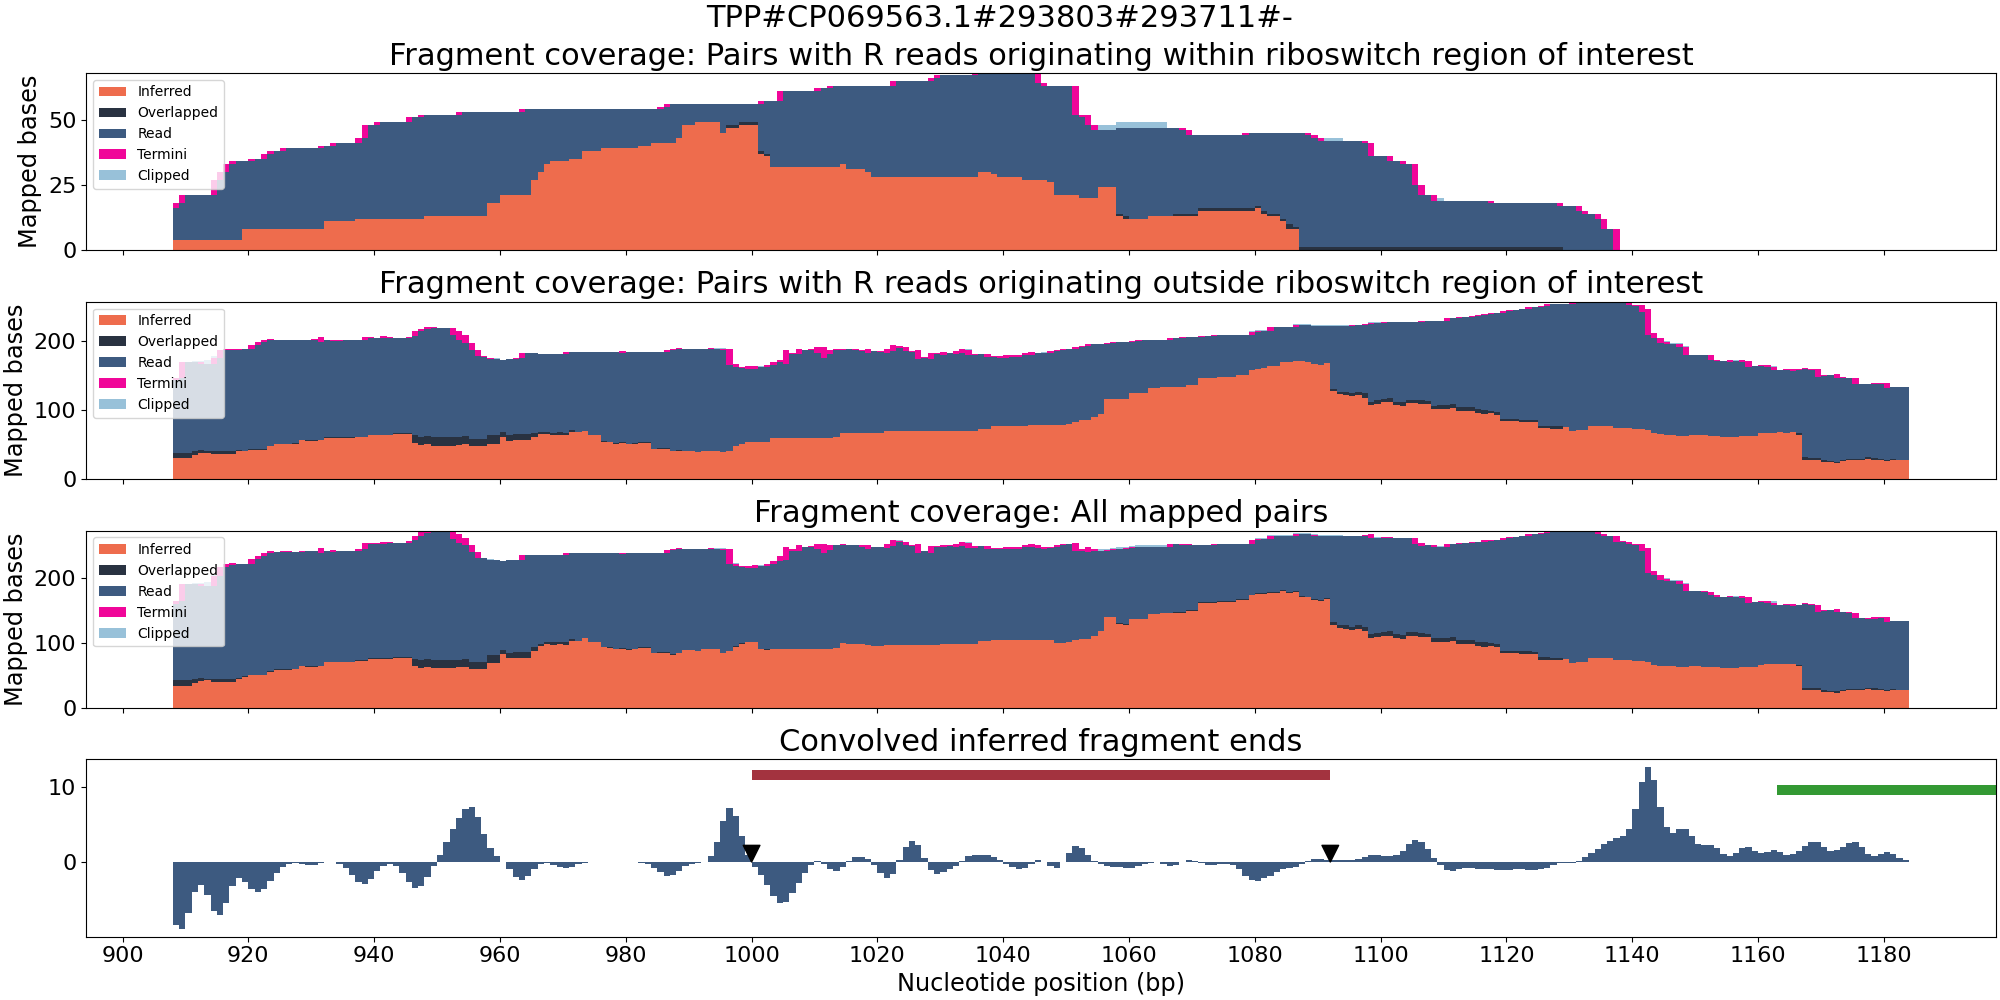 TPP#CP069563.1#293803#293711#-
Fragment coverage: Pairs with R reads originating within riboswitch region of interest
Mapped bases
50
25
0
Inferred
Overlapped
Read
Termini
Clipped
Fragment coverage: Pairs with R reads originating outside riboswitch region of interest
Mapped bases
200
100
0
Inferred
Overlapped
Read
Termini
Clipped
Fragment coverage: All mapped pairs
Mapped bases
200
100
0
Inferred
Overlapped
Read
Termini
Clipped
Convolved inferred fragment ends
10
0
900 920 940 960 980 1000 1020 1040 1060 1080 1100 1120 1140 1160 1180
Nucleotide position (bp)